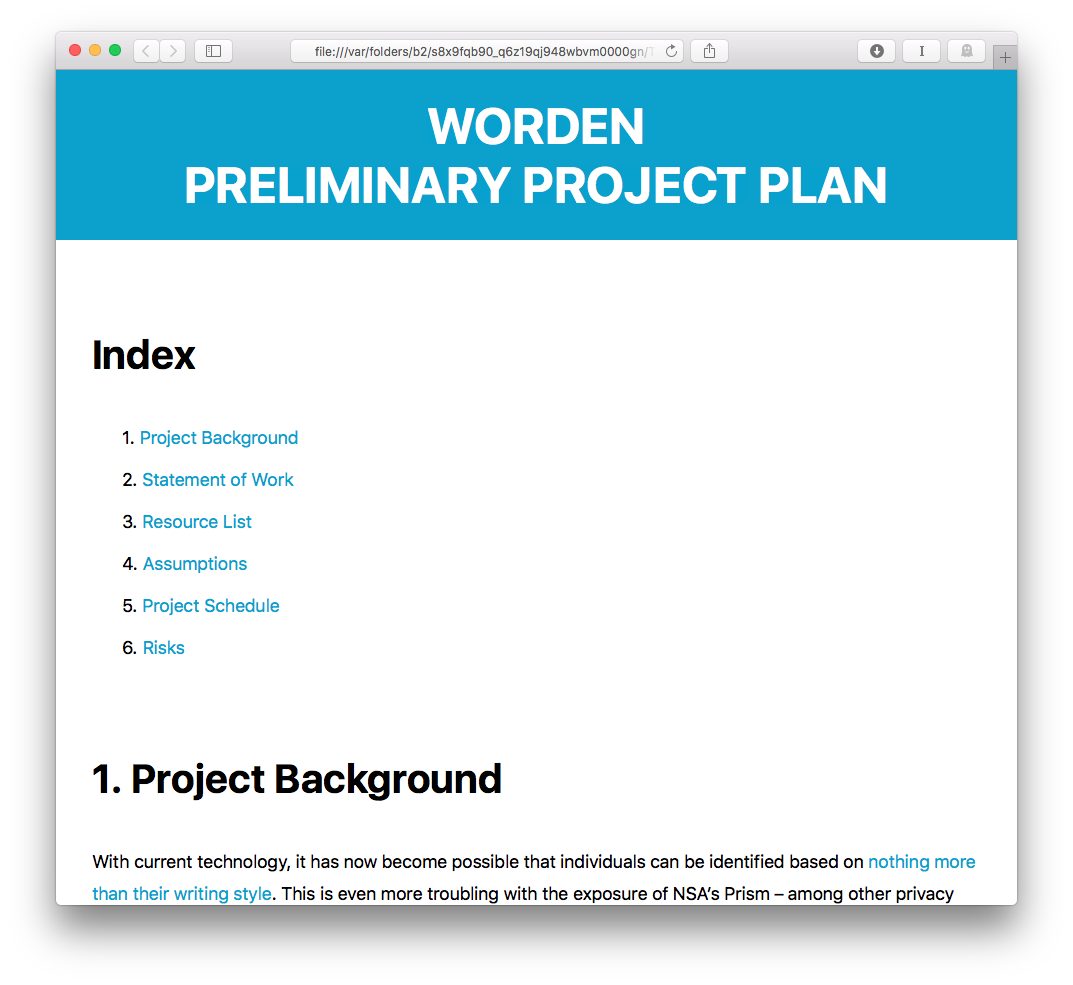 file:///var/folders/b2/s8x9fqb90_q6z19qj948wbvm0000gn/
I
WORDEN
PRELIMINARY PROJECT PLAN
Index
1. Project Background
2. Statement of Work
3. Resource List
4. Assumptions
5. Project Schedule
6. Risks
1. Project Background
With current technology, it has now become possible that individuals can be identified based on nothing more
than their writing style. This is even more troubling with the exposure of NSA’s Prism – among other privacy